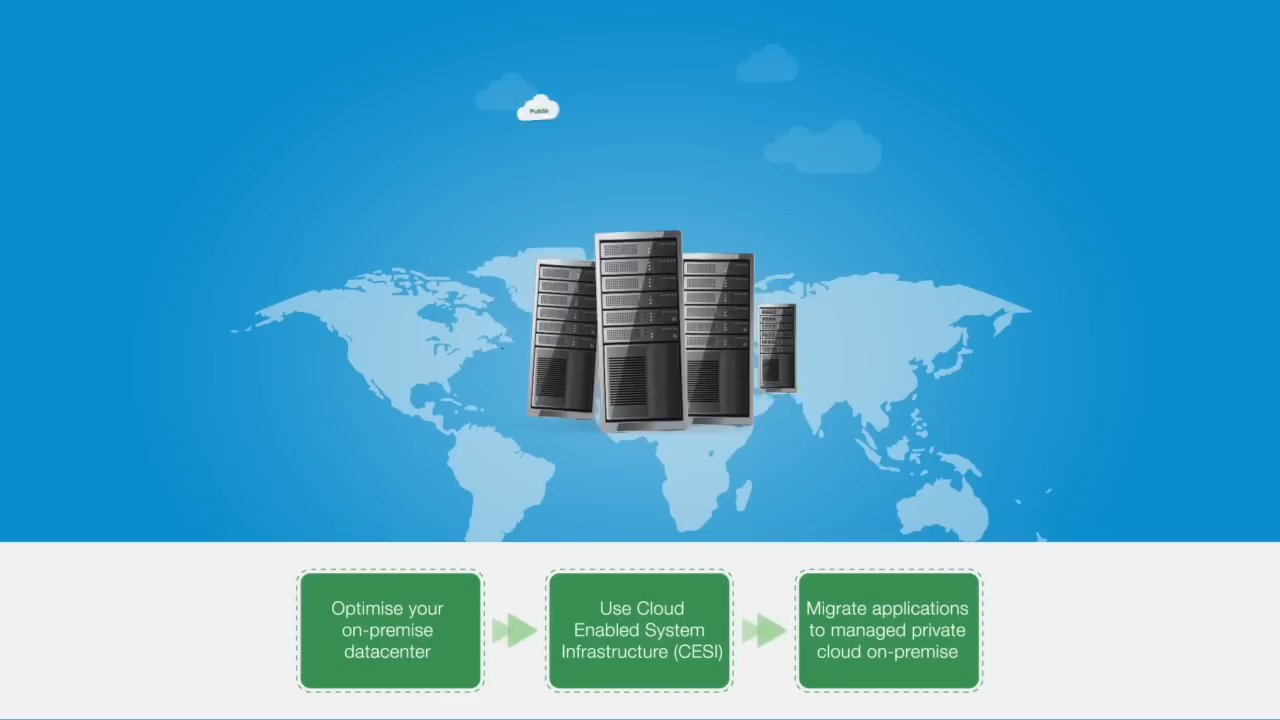 Public
Optimise your
on-premise
datacenter
Use Cloud
Enabled System
Infrastructure (CESI)
Migrate applications
to managed private
cloud on-premise